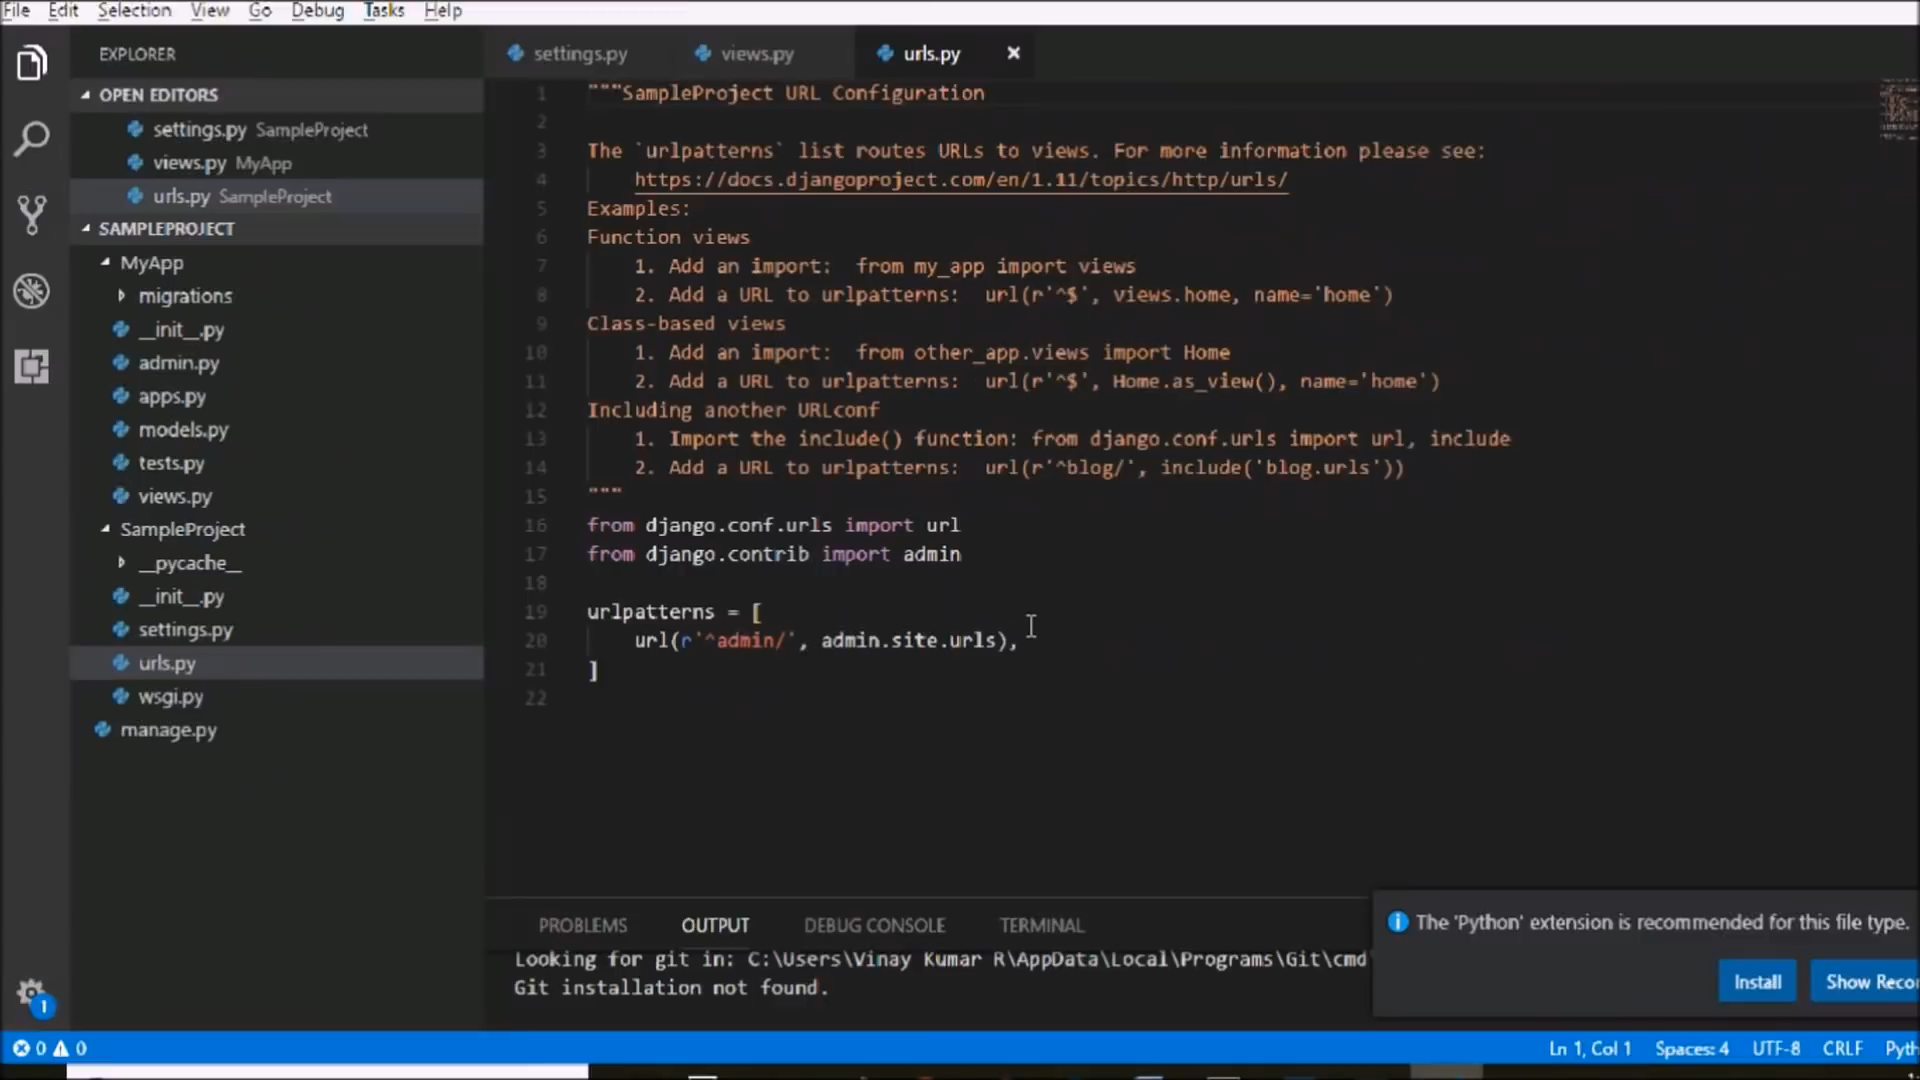 File Edit Selection View Go Debug Tasks Help
EXPLORER
OPEN EDITORS
settings.py SampleProject
views.py MyApp
urls.py SampleProject
SAMPLEPROJECT
MyApp
migrations
__init__.py
admin.py
apps.py
models.py
tests.py
views.py
SampleProject
__pycache__
__init__.py
settings.py
urls.py
wsgi.py
manage.py
1
settings.py views.py urls.py
1 """SampleProject URL Configuration
2
3 The `urlpatterns` list routes URLs to views. For more information please see:
4 https://docs.djangoproject.com/en/1.11/topics/http/urls/
5 Examples:
6 Function views
7 1. Add an import:  from my_app import views
8 2. Add a URL to urlpatterns:  url(r'^$', views.home, name='home')
9 Class-based views
10 1. Add an import:  from other_app.views import Home
11 2. Add a URL to urlpatterns:  url(r'^$', Home.as_view(), name='home')
12 Including another URLconf
13 1. Import the include() function: from django.conf.urls import url, include
14 2. Add a URL to urlpatterns:  url(r'^blog/', include('blog.urls'))
15 """
16 from django.conf.urls import url
17 from django.contrib import admin
18
19 urlpatterns = [
20 url(r'^admin/', admin.site.urls),
21 ]
22
PROBLEMS OUTPUT DEBUG CONSOLE TERMINAL
Looking for git in: C:\Users\Vinay Kumar R\AppData\Local\Programs\Git\cmd
Git installation not found.
The 'Python' extension is recommended for this file type.
Install Show Reco
0 0 Ln 1, Col 1 Spaces: 4 UTF-8 CRLF Pyth